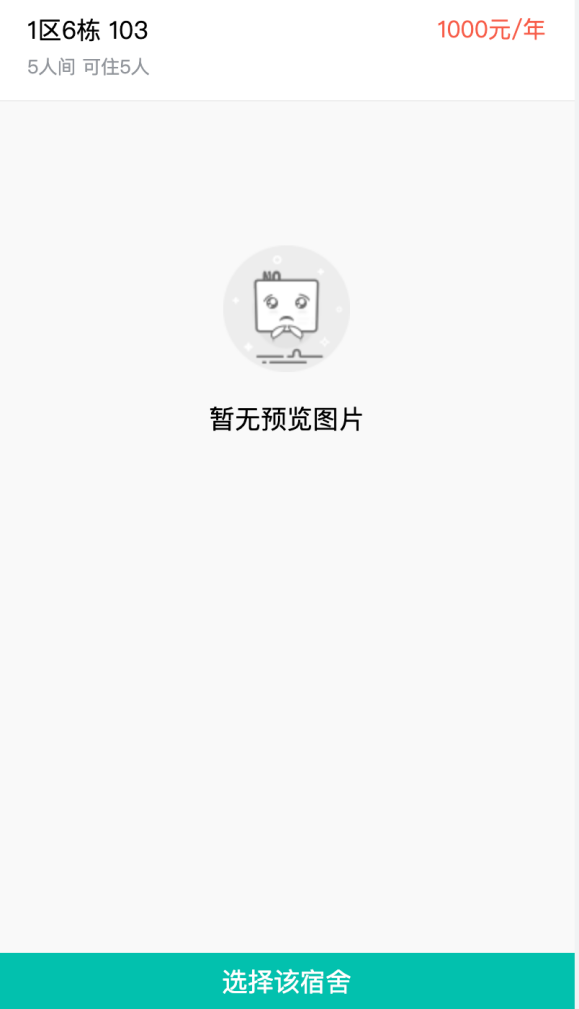 1区6栋 103
1000元/年
5人间 可住5人
NO
暂无预览图片
选择该宿舍